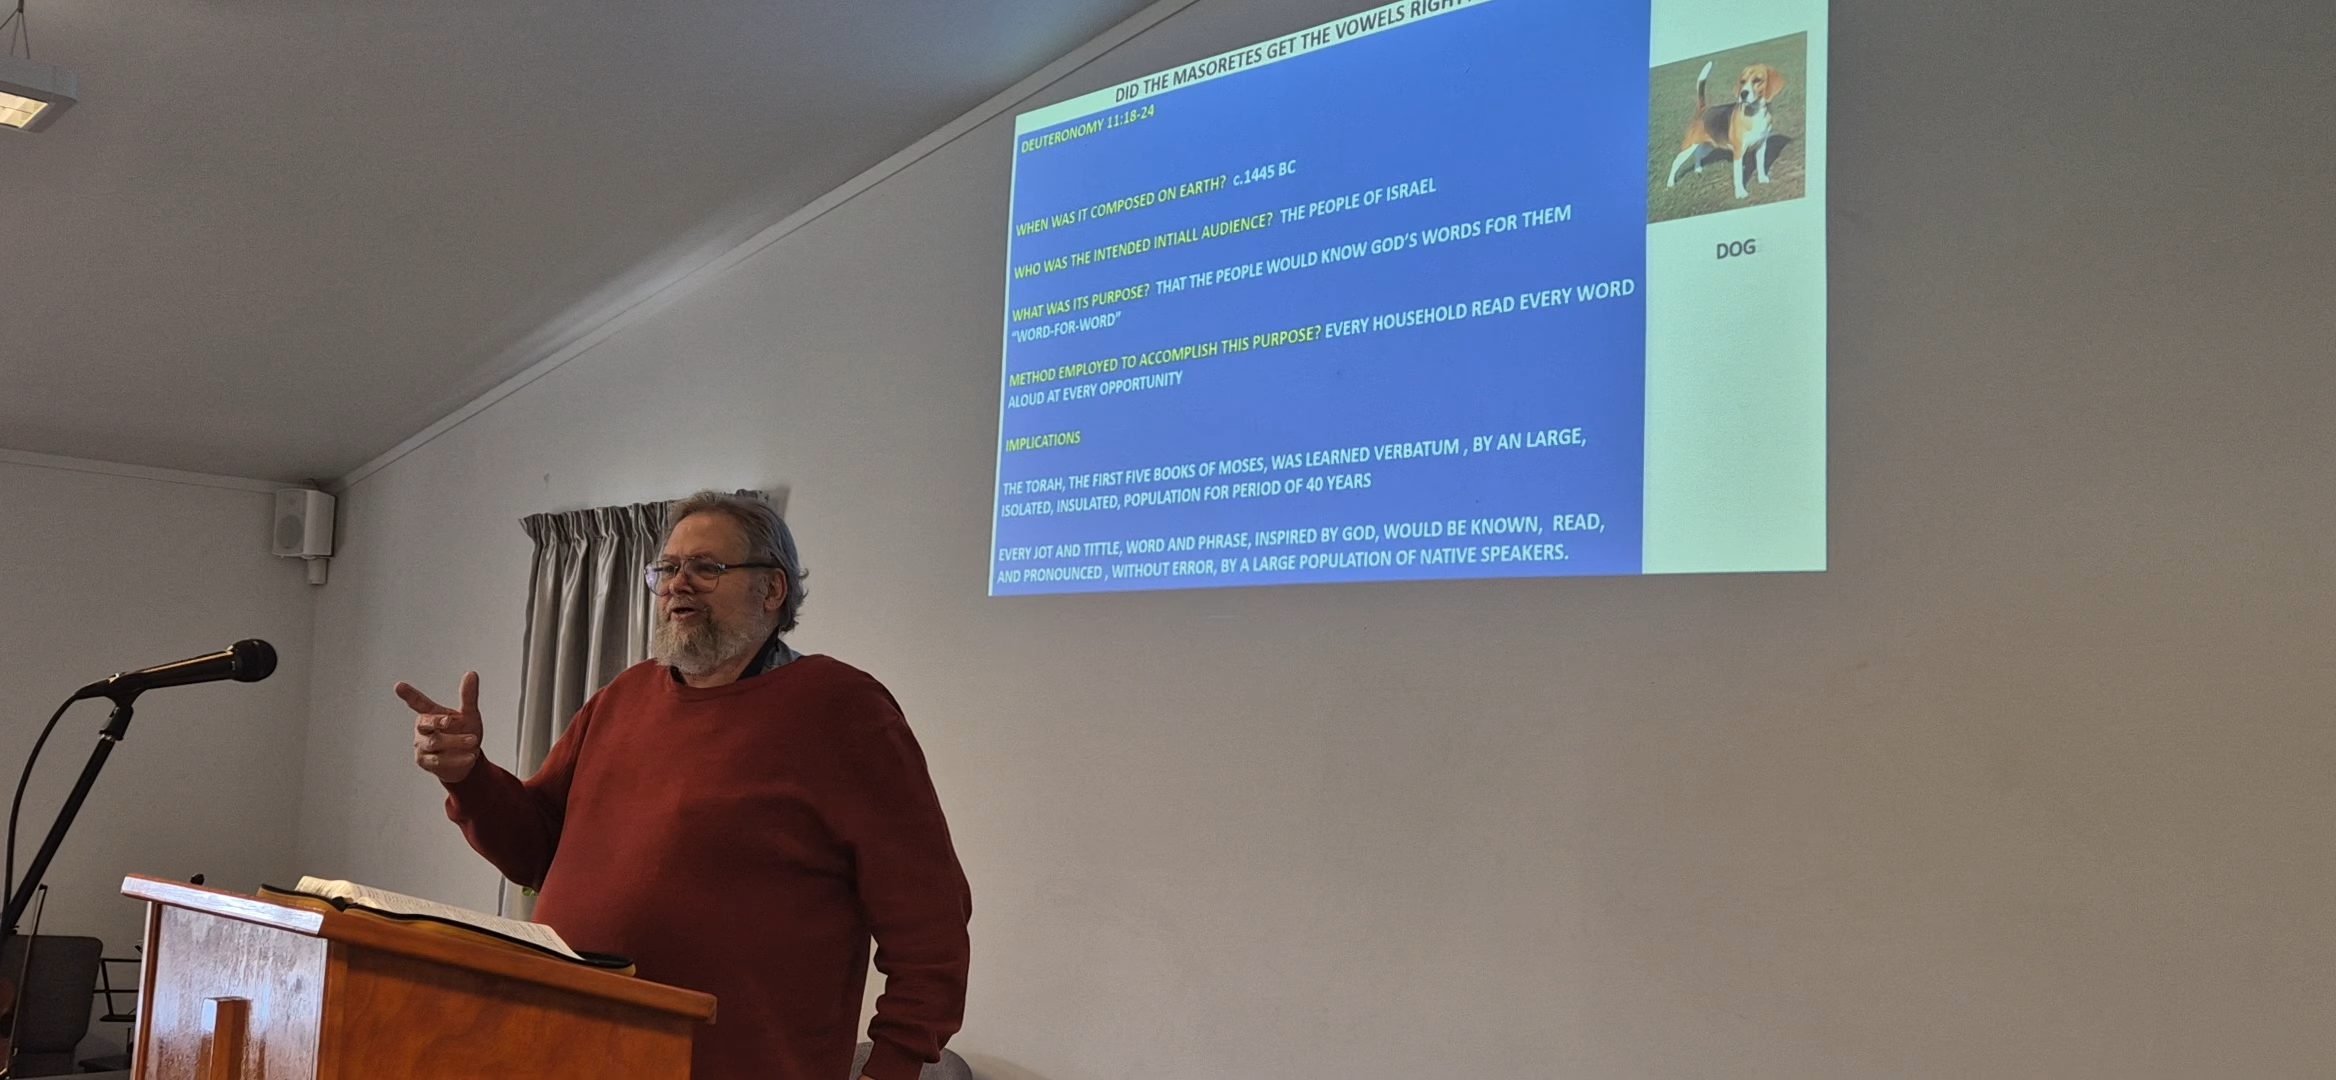 DID THE MASORETES GET THE VOWELS RIGHT?
DEUTERONOMY 11:18-24
WHEN WAS IT COMPOSED ON EARTH? c.1445 BC
WHO WAS THE INTENDED INTIALL AUDIENCE? THE PEOPLE OF ISRAEL
WHAT WAS ITS PURPOSE? THAT THE PEOPLE WOULD KNOW GOD'S WORDS FOR THEM
"WORD-FOR-WORD"
METHOD EMPLOYED TO ACCOMPLISH THIS PURPOSE? EVERY HOUSEHOLD READ EVERY WORD
ALOUD AT EVERY OPPORTUNITY
IMPLICATIONS
THE TORAH, THE FIRST FIVE BOOKS OF MOSES, WAS LEARNED VERBATUM , BY AN LARGE,
ISOLATED, INSULATED, POPULATION FOR PERIOD OF 40 YEARS
EVERY JOT AND TITTLE, WORD AND PHRASE, INSPIRED BY GOD, WOULD BE KNOWN, READ,
AND PRONOUNCED , WITHOUT ERROR, BY A LARGE POPULATION OF NATIVE SPEAKERS.
DOG